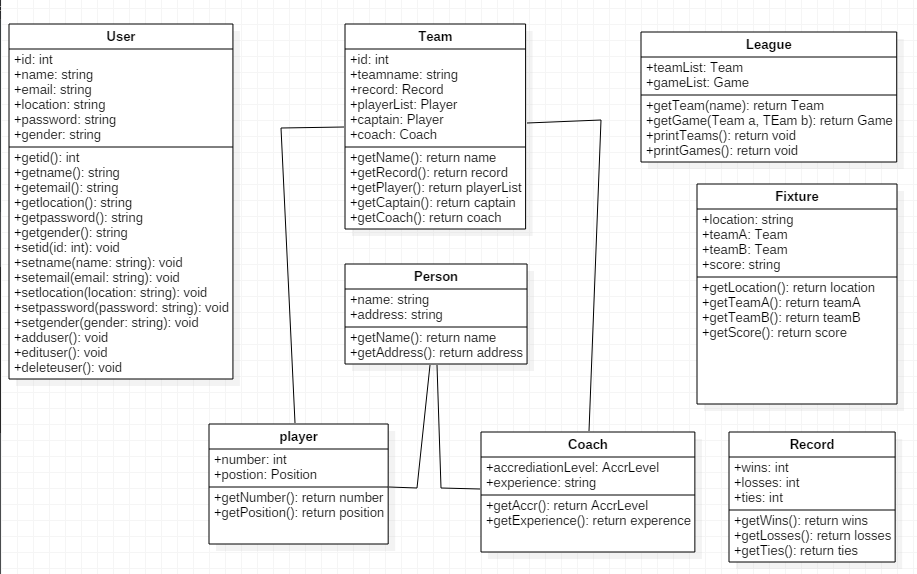 User
+id: int
+name: string
+email: string
+location: string
+password: string
+gender: string
+getid(): int
+getname(): string
+getemail(): string
+getlocation(): string
+getpassword(): string
+getgender(): string
+setid(id: int): void
+setname(name: string): void
+setemail(email: string): void
+setlocation(location: string): void
+setpassword(password: string): void
+setgender(gender: string): void
+adduser(): void
+edituser(): void
+deleteuser(): void
Team
+id: int
+teamname: string
+record: Record
+playerList: Player
+captain: Player
+coach: Coach
+getName(): return name
+getRecord(): return record
+getPlayer(): return playerList
+getCaptain(): return captain
+getCoach(): return coach
League
+teamList: Team
+gameList: Game
+getTeam(name): return Team
+getGame(Team a, TEam b): return Game
+printTeams(): return void
+printGames(): return void
Fixture
+location: string
+teamA: Team
+teamB: Team
+score: string
+getLocation(): return location
+getTeamA(): return teamA
+getTeamB(): return teamB
+getScore(): return score
Person
+name: string
+address: string
+getName(): return name
+getAddress(): return address
player
+number: int
+postion: Position
+getNumber(): return number
+getPosition(): return position
Coach
+accrediationLevel: AccrLevel
+experience: string
+getAccr(): return AccrLevel
+getExperience(): return experence
Record
+wins: int
+losses: int
+ties: int
+getWins(): return wins
+getLosses(): return losses
+getTies(): return ties